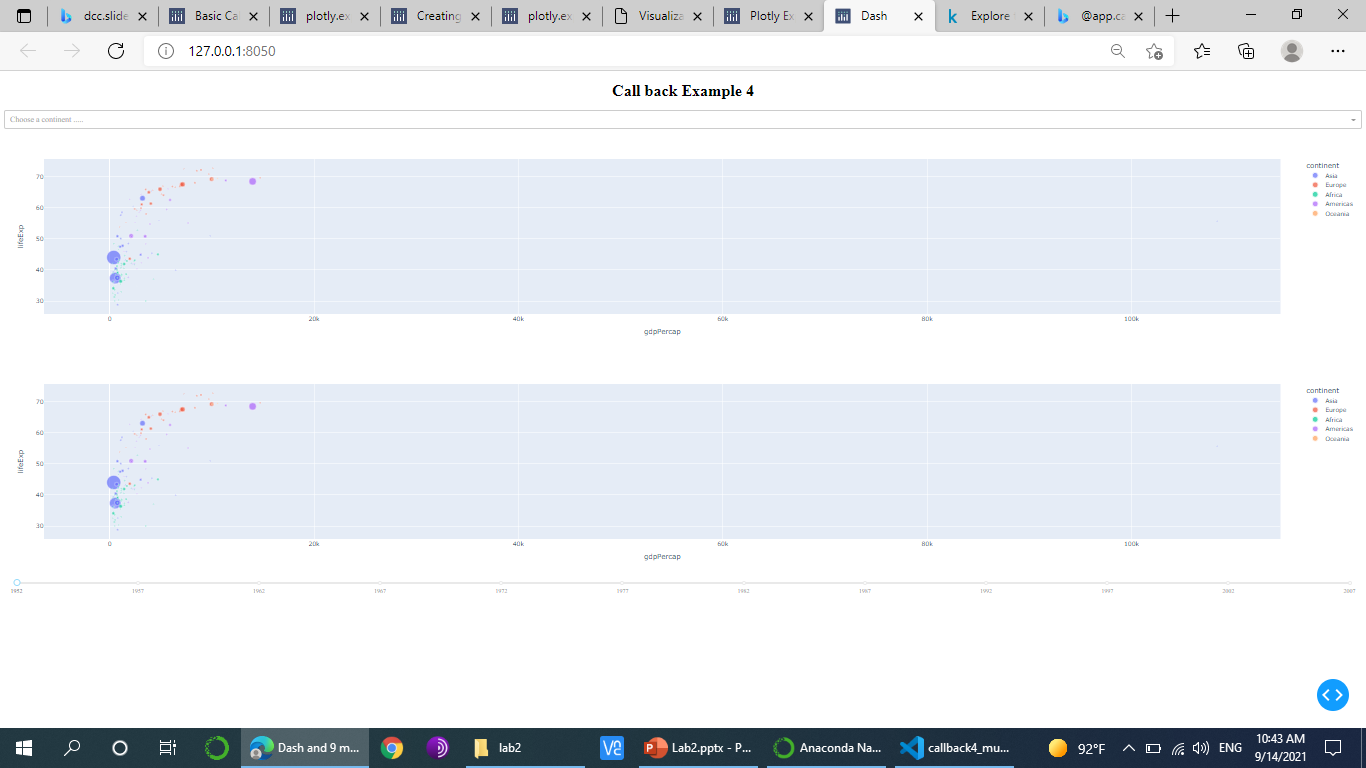 dcc.slide
Basic Cal
plotly.ex
Creating
plotly.ex
Visualiza
Plotly Ex
Dash
Explore
@app.ca
127.0.0.1:8050
Call back Example 4
Choose a continent .....
lifeExp
70
60
50
40
30
0 20k 40k 60k 80k 100k
gdpPercap
continent
Asia
Europe
Africa
Americas
Oceania
lifeExp
70
60
50
40
30
0 20k 40k 60k 80k 100k
gdpPercap
continent
Asia
Europe
Africa
Americas
Oceania
1952 1957 1962 1967 1972 1977 1982 1987 1992 1997 2002 2007
Dash and 9 m...
lab2
Lab2.pptx - P...
Anaconda Na...
callback4_mu...
92°F
ENG
10:43 AM
9/14/2021